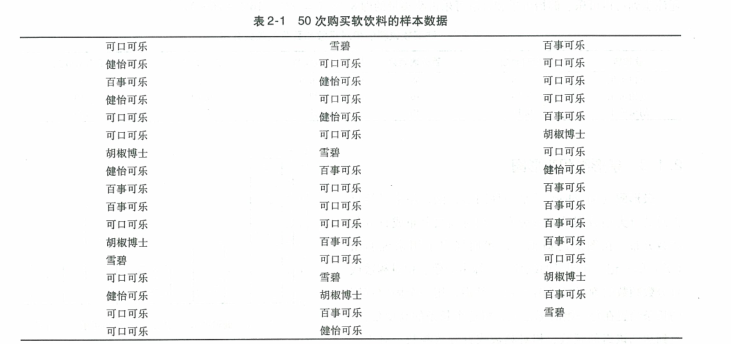 表2-1 50次购买软饮料的样本数据
可口可乐 雪碧 百事可乐
健怡可乐 可口可乐 可口可乐
百事可乐 健怡可乐 可口可乐
健怡可乐 可口可乐 可口可乐
可口可乐 健怡可乐 百事可乐
可口可乐 可口可乐 胡椒博士
胡椒博士 雪碧 可口可乐
健怡可乐 百事可乐 健怡可乐
百事可乐 可口可乐 百事可乐
百事可乐 可口可乐 百事可乐
可口可乐 可口可乐 百事可乐
胡椒博士 百事可乐 百事可乐
雪碧 可口可乐 可口可乐
可口可乐 雪碧 胡椒博士
健怡可乐 胡椒博士 百事可乐
可口可乐 百事可乐 雪碧
可口可乐 健怡可乐